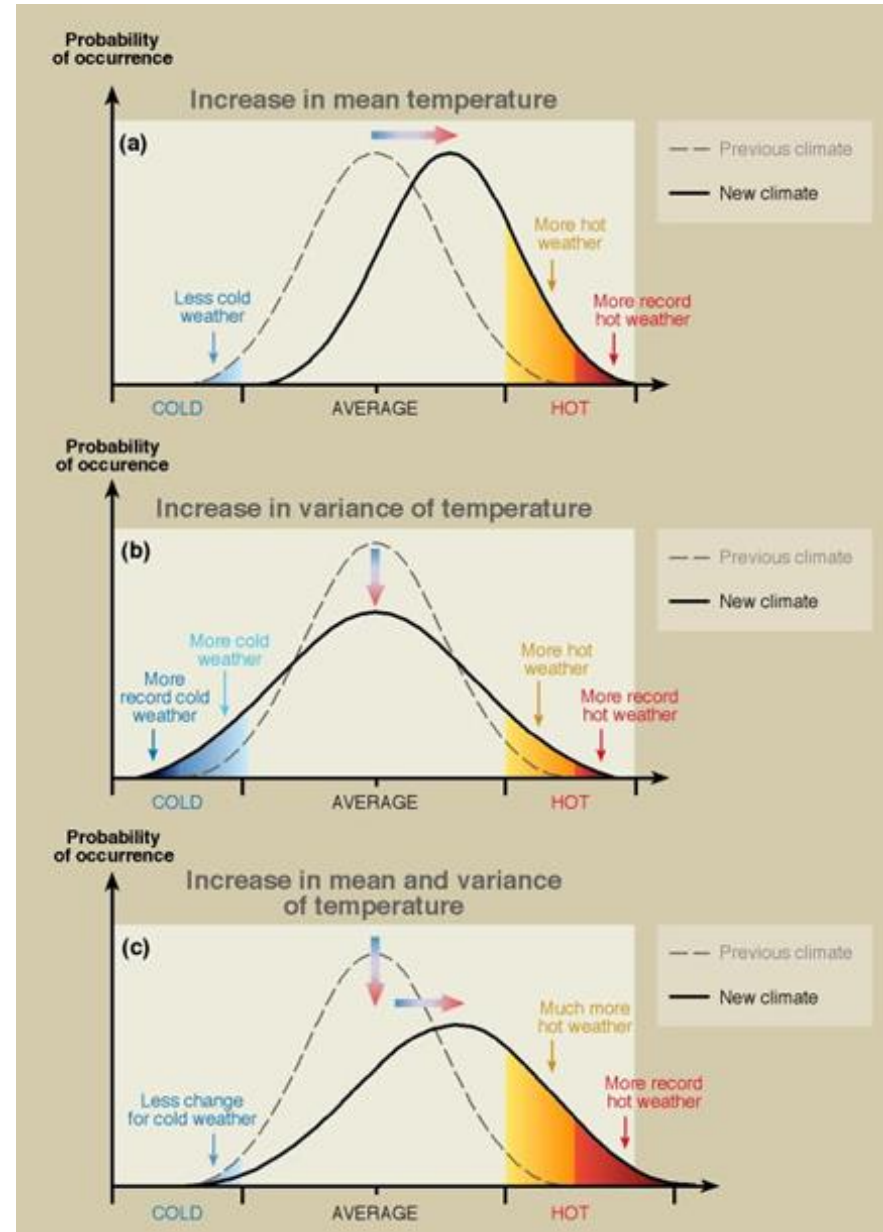 Probability
of occurrence
Increase in mean temperature
(a)
Previous climate
New climate
More hot
weather
Less cold
weather
More record
hot weather
COLD
AVERAGE
HOT
Probability
of occurence
Increase in variance of temperature
(b)
Previous climate
New climate
More cold
weather
More hot
weather
More
record cold
weather
More record
hot weather
COLD
AVERAGE
HOT
Probability
of occurrence
Increase in mean and variance
of temperature
(c)
Previous climate
New climate
Much more
hot weather
Less change
for cold weather
More record
hot weather
COLD
AVERAGE
HOT